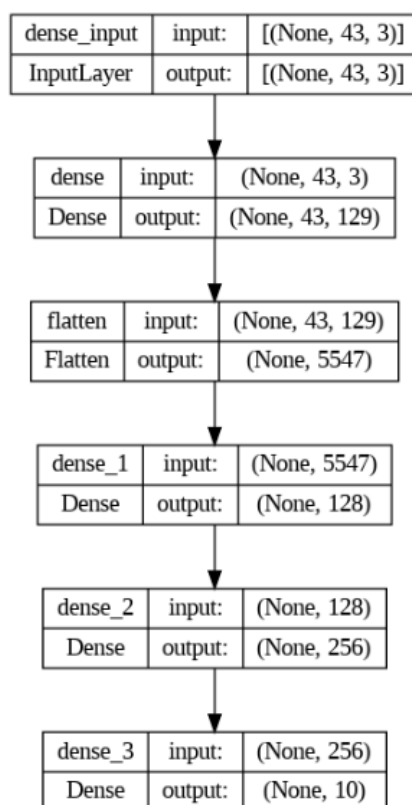 dense_input input: [(None, 43, 3)]
InputLayer output: [(None, 43, 3)]
dense input: (None, 43, 3)
Dense output: (None, 43, 129)
flatten input: (None, 43, 129)
Flatten output: (None, 5547)
dense_1 input: (None, 5547)
Dense output: (None, 128)
dense_2 input: (None, 128)
Dense output: (None, 256)
dense_3 input: (None, 256)
Dense output: (None, 10)